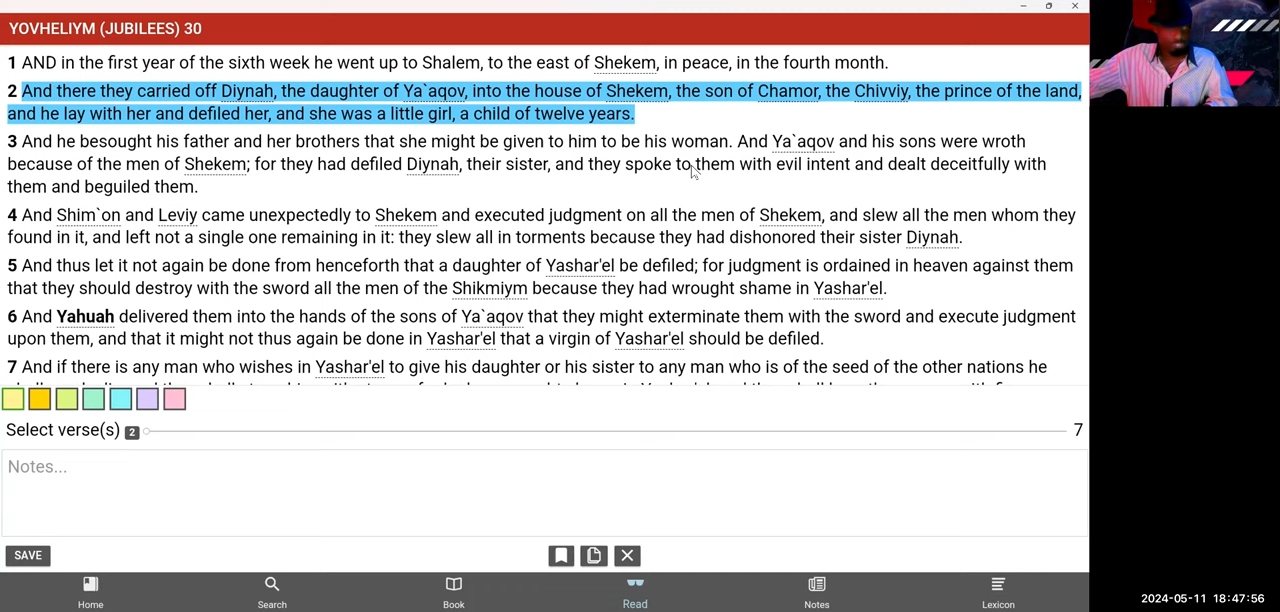 YOVHELIYM (JUBILEES) 30
1 AND in the first year of the sixth week he went up to Shalem, to the east of Shekem, in peace, in the fourth month.
2 And there they carried off Diynah, the daughter of Ya`aqov, into the house of Shekem, the son of Chamor, the Chivviy, the prince of the land,
and he lay with her and defiled her, and she was a little girl, a child of twelve years.
3 And he besought his father and her brothers that she might be given to him to be his woman. And Ya`aqov and his sons were wroth
because of the men of Shekem; for they had defiled Diynah, their sister, and they spoke to them with evil intent and dealt deceitfully with
them and beguiled them.
4 And Shim`on and Leviy came unexpectedly to Shekem and executed judgment on all the men of Shekem, and slew all the men whom they
found in it, and left not a single one remaining in it: they slew all in torments because they had dishonored their sister Diynah.
5 And thus let it not again be done from henceforth that a daughter of Yashar'el be defiled; for judgment is ordained in heaven against them
that they should destroy with the sword all the men of the Shikmiym because they had wrought shame in Yashar'el.
6 And Yahuah delivered them into the hands of the sons of Ya`aqov that they might exterminate them with the sword and execute judgment
upon them, and that it might not thus again be done in Yashar'el that a virgin of Yashar'el should be defiled.
7 And if there is any man who wishes in Yashar'el to give his daughter or his sister to any man who is of the seed of the other nations he
Select verse(s) 2 7
Notes...
SAVE
Home Search Book Read Notes Lexicon
2024-05-11 18:47:56